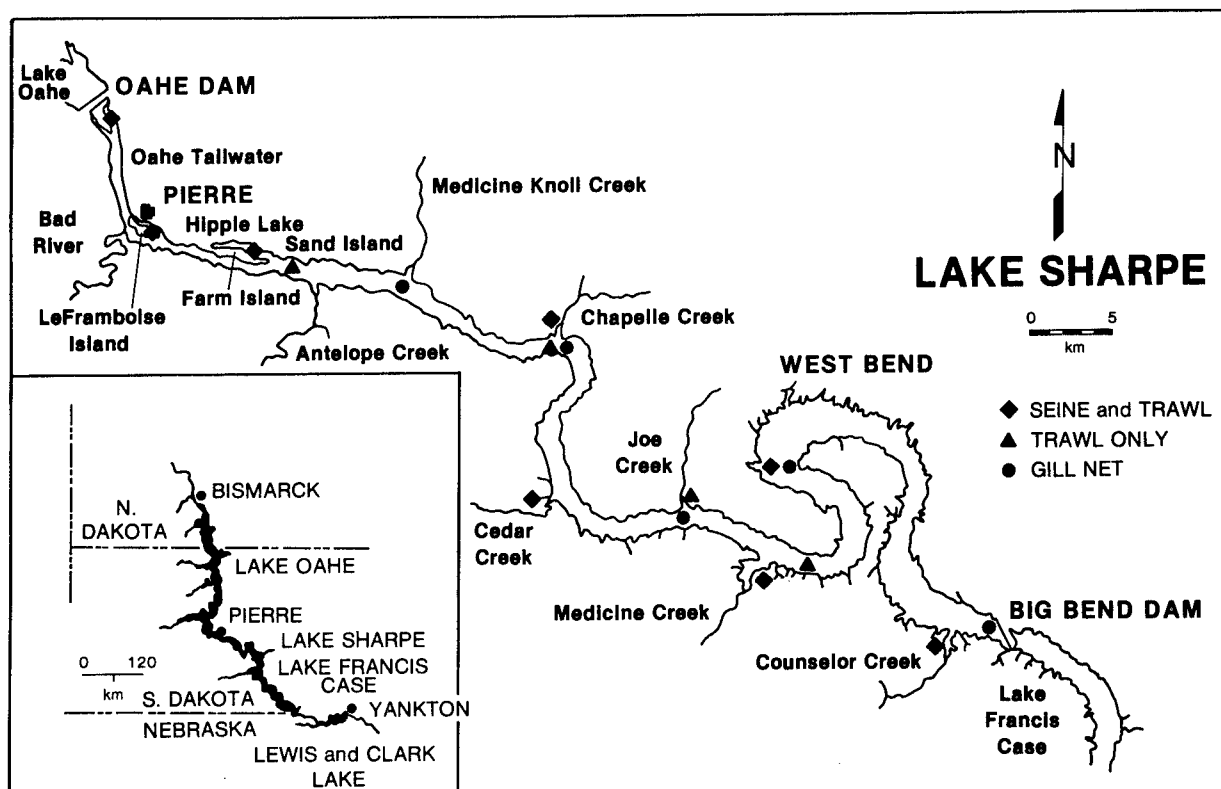 Lake
Oahe
OAHE DAM
Oahe Tailwater
PIERRE
Bad
River
Hipple Lake
Sand Island
Medicine Knoll Creek
Farm Island
LeFramboise
Island
Antelope Creek
Chapelle Creek
N
LAKE SHARPE
0 5
km
WEST BEND
SEINE and TRAWL
TRAWL ONLY
GILL NET
Joe
Creek
Cedar
Creek
Medicine Creek
BIG BEND DAM
Counselor Creek
Lake
Francis
Case
BISMARCK
N.
DAKOTA
LAKE OAHE
PIERRE
LAKE SHARPE
0 120
km
LAKE FRANCIS
CASE
S. DAKOTA
NEBRASKA
YANKTON
LEWIS and CLARK
LAKE